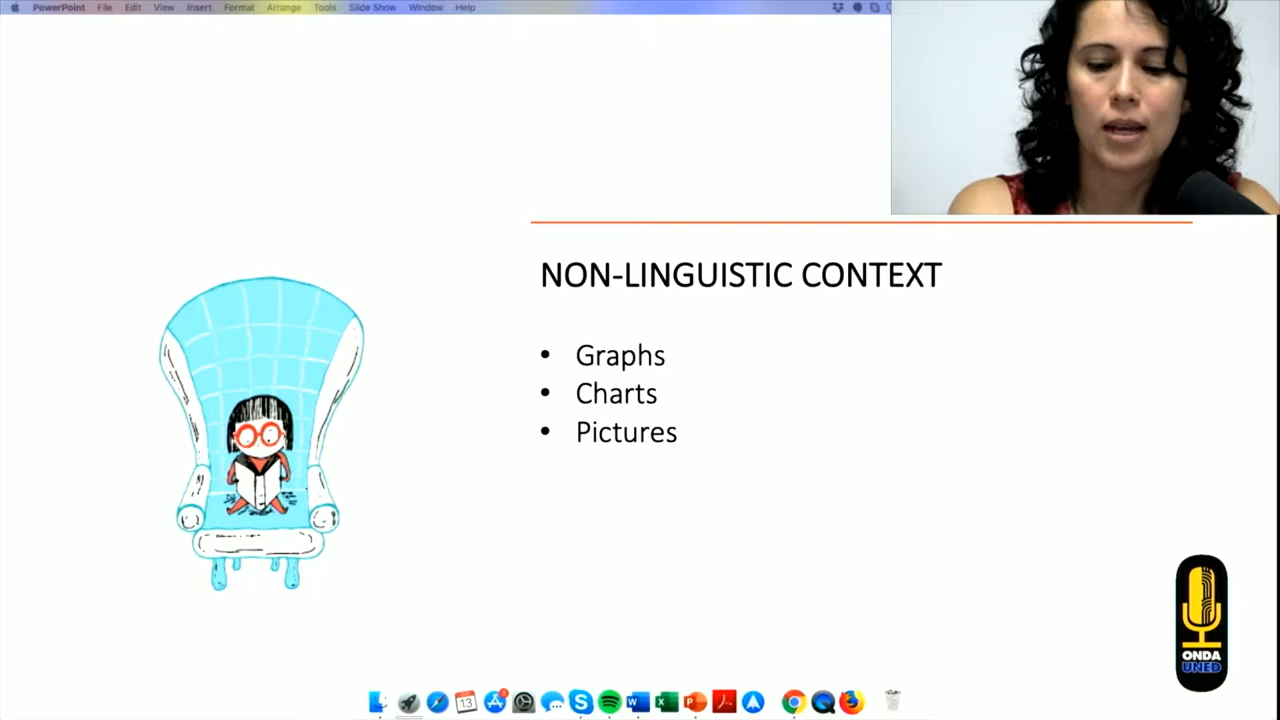 PowerPoint File Edit View Insert Format Arrange Tools Slide Show Window Help
NON-LINGUISTIC CONTEXT
• Graphs
• Charts
• Pictures
ONDA
UNED
13